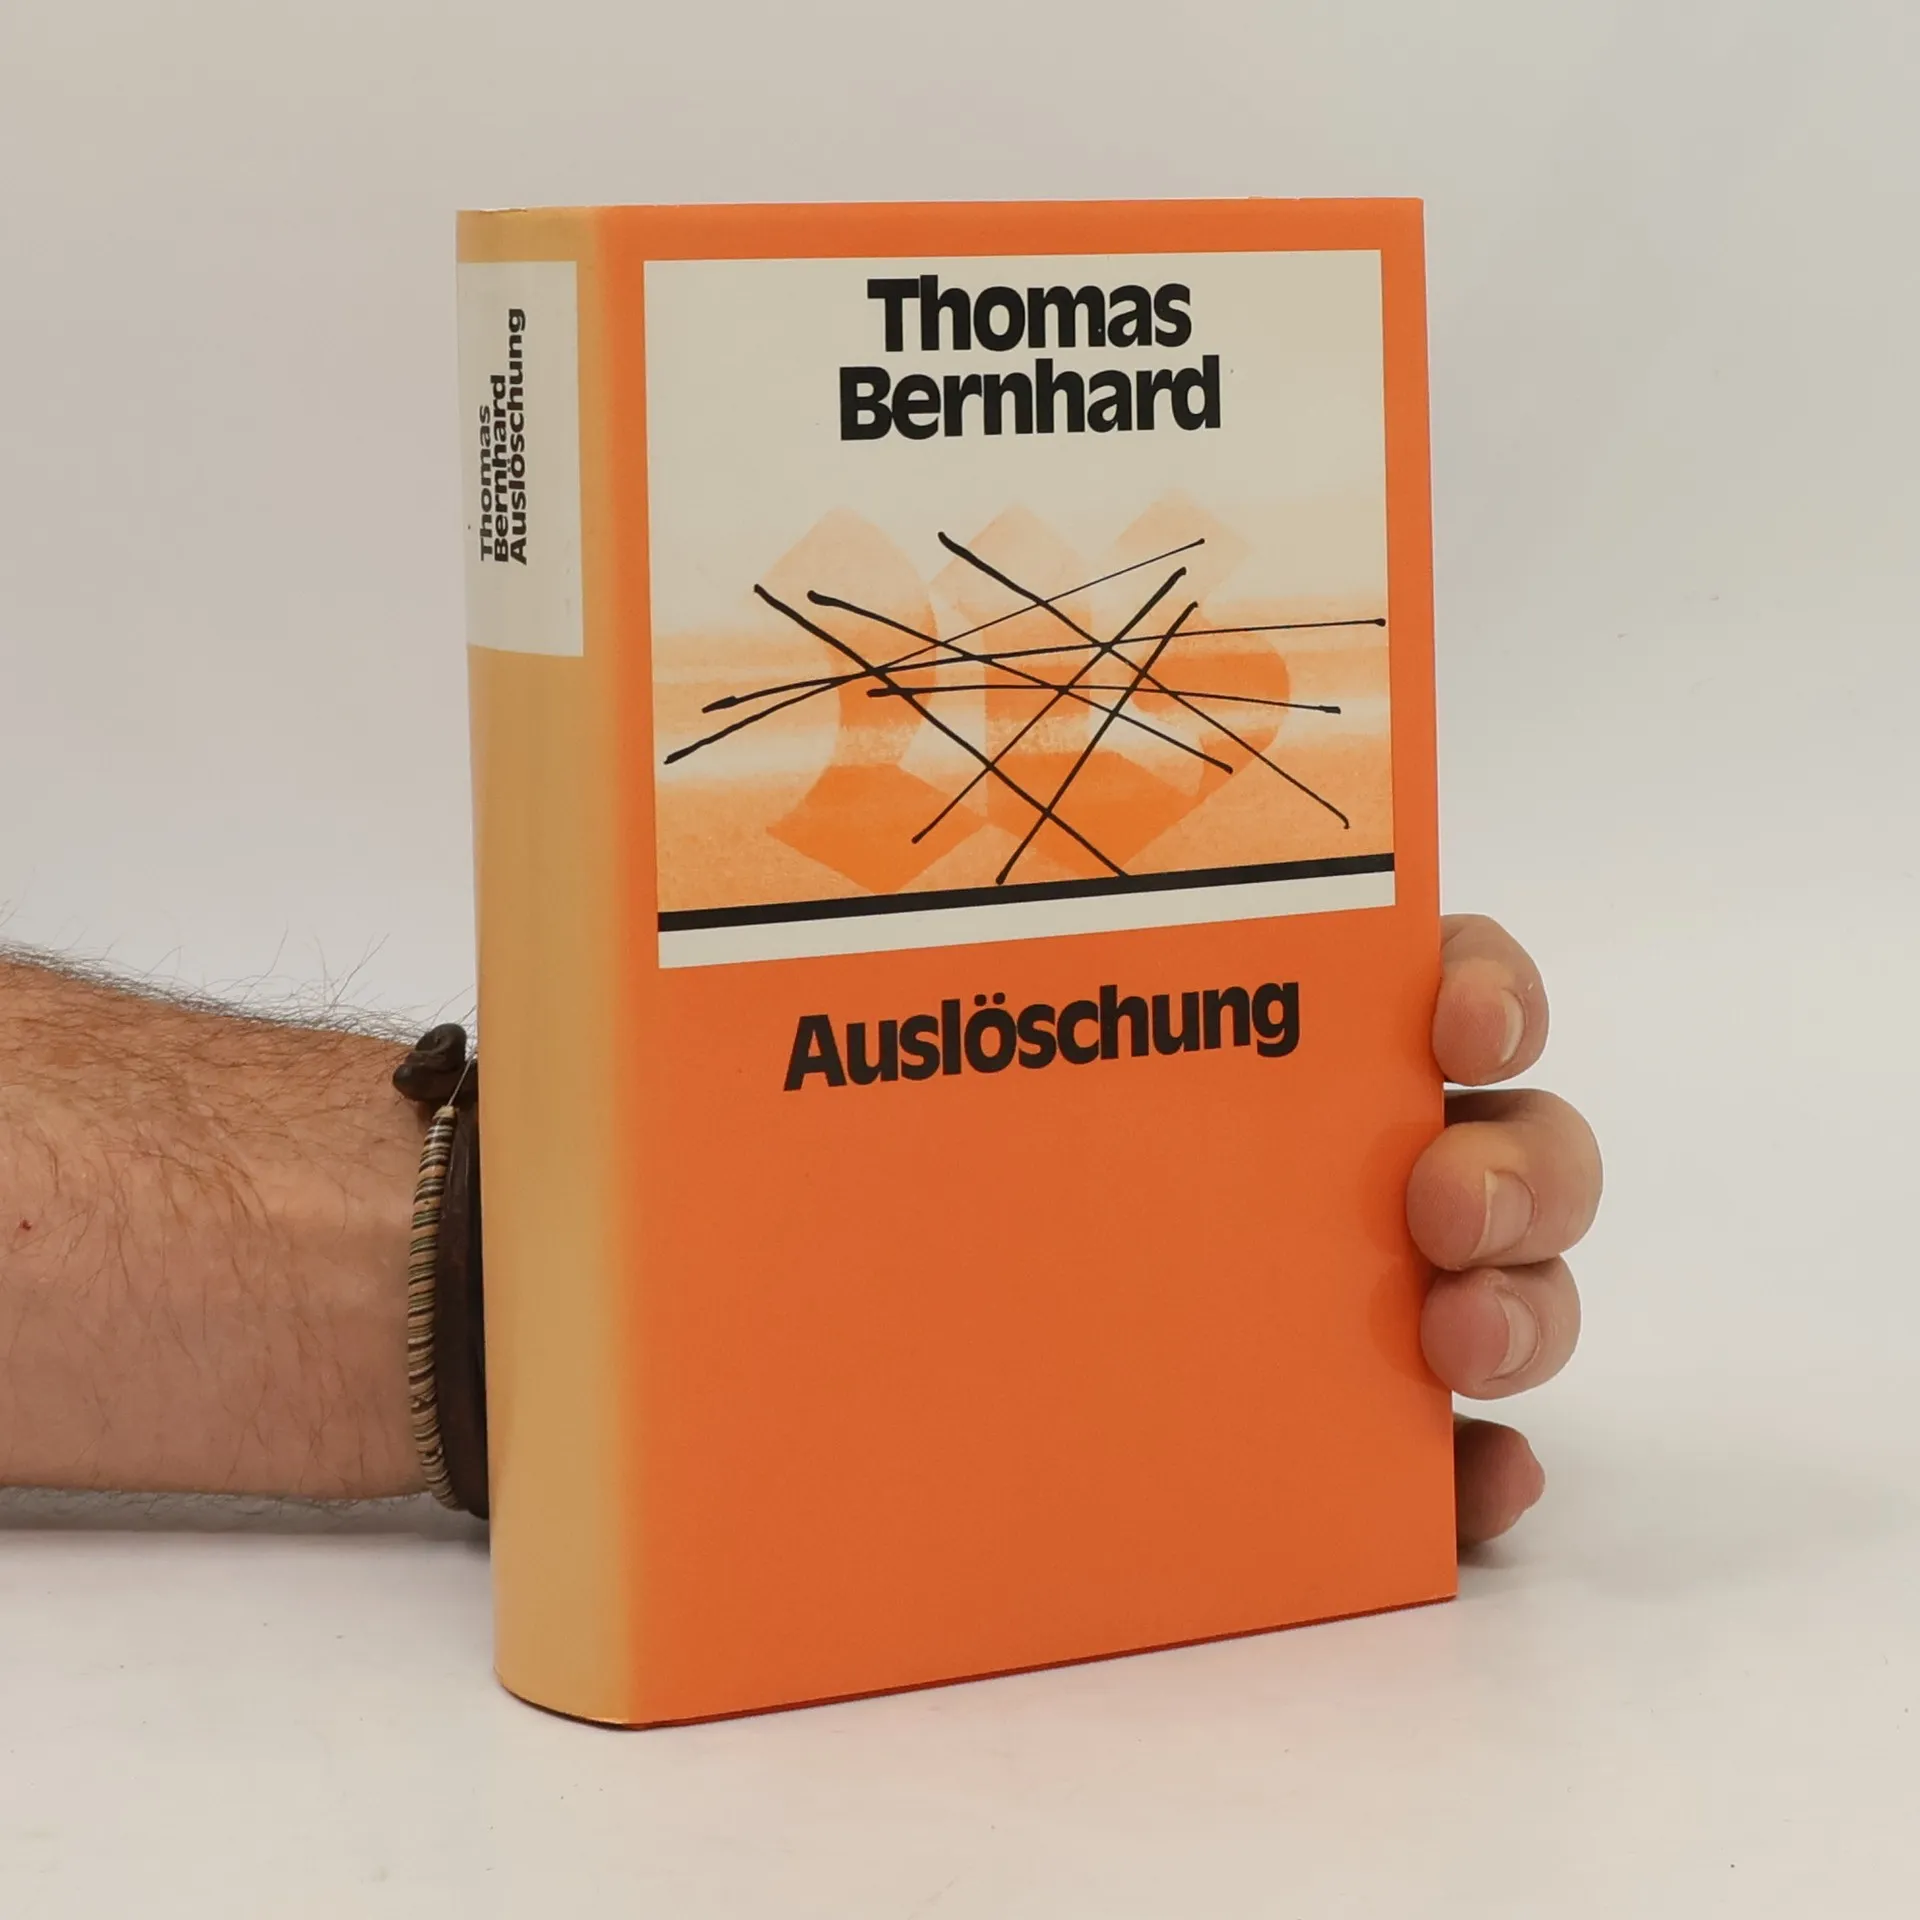 Thomas
Bernhard
Auslöschung
Thomas
Bernhard
Auslöschung